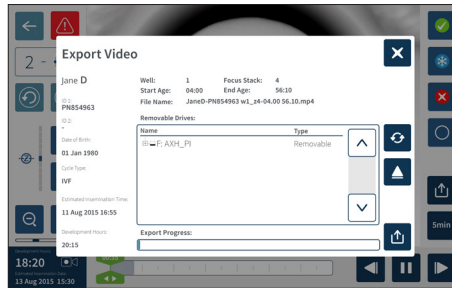 Export Video
2 -
Jane D
Well: 1 Focus Stack: 4
Start Age: 04:00 End Age: 56:10
File Name: JaneD-PN854963 w1_z4-04.00 56.10.mp4
ID 1:
PN854963
ID 2:
-
Date of Birth:
01 Jan 1980
Cycle Type:
IVF
Estimated Insemination Time:
11 Aug 2015 16:55
Development Hours:
20:15
Removable Drives:
Name Type
F: AXH_PI Removable
Export Progress:
5min
Development Hours:
18:20
Estimated Insemination Date:
13 Aug 2015 15:30